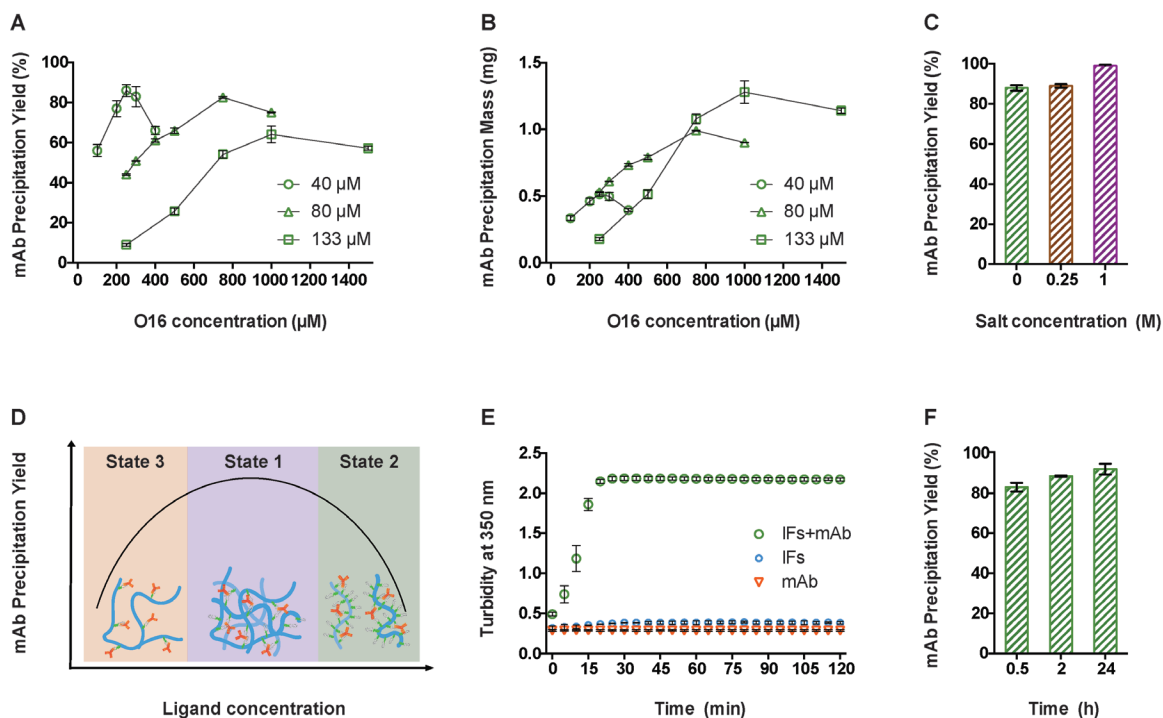 A
mAb Precipitation Yield (%)
100
80
60
40
20
0
0 200 400 600 800 1000 1200 1400
40 µM
80 µM
133 µM
O16 concentration (µM)
B
mAb Precipitation Mass (mg)
1.5
1.0
0.5
0.0
0 200 400 600 800 1000 1200 1400
40 µM
80 µM
133 µM
O16 concentration (µM)
C
mAb Precipitation Yield (%)
100
80
60
40
20
0
0 0.25 1
Salt concentration (M)
D
mAb Precipitation Yield
State 3 State 1 State 2
Ligand concentration
E
Turbidity at 350 nm
2.5
2.0
1.5
1.0
0.5
0.0
0 15 30 45 60 75 90 105 120
IFs+mAb
IFs
mAb
Time (min)
F
mAb Precipitation Yield (%)
100
80
60
40
20
0
0.5 2 24
Time (h)